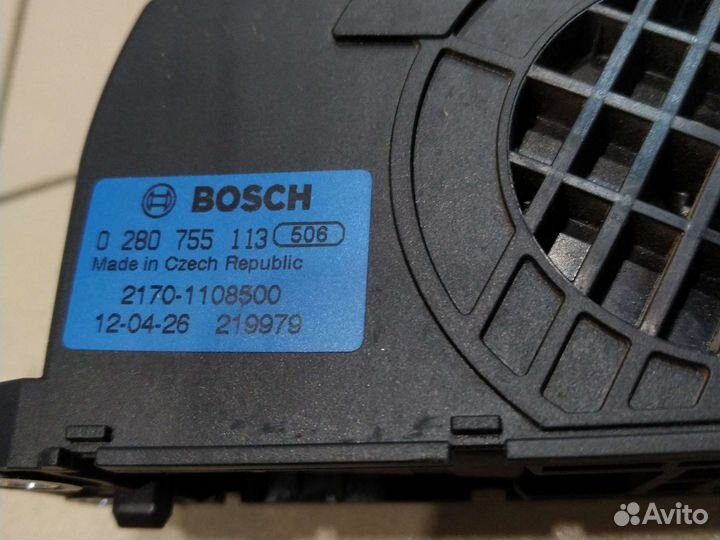 BOSCH
0 280 755 113 506
Made in Czech Republic
2170-1108500
12-04-26 219979
Avito